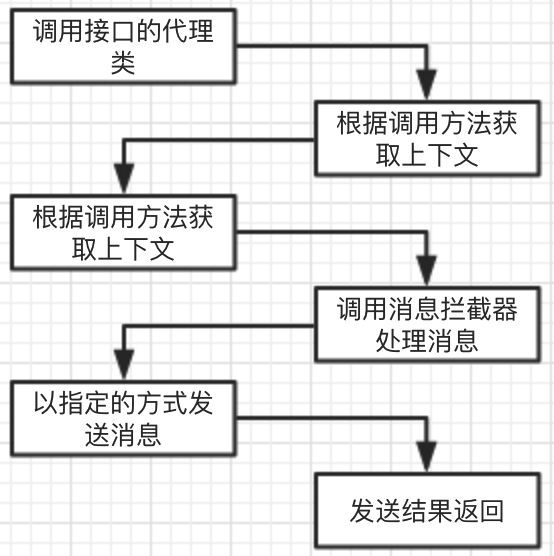 调用接口的代理
类
根据调用方法获
取上下文
根据调用方法获
取上下文
调用消息拦截器
处理消息
以指定的方式发
送消息
发送结果返回